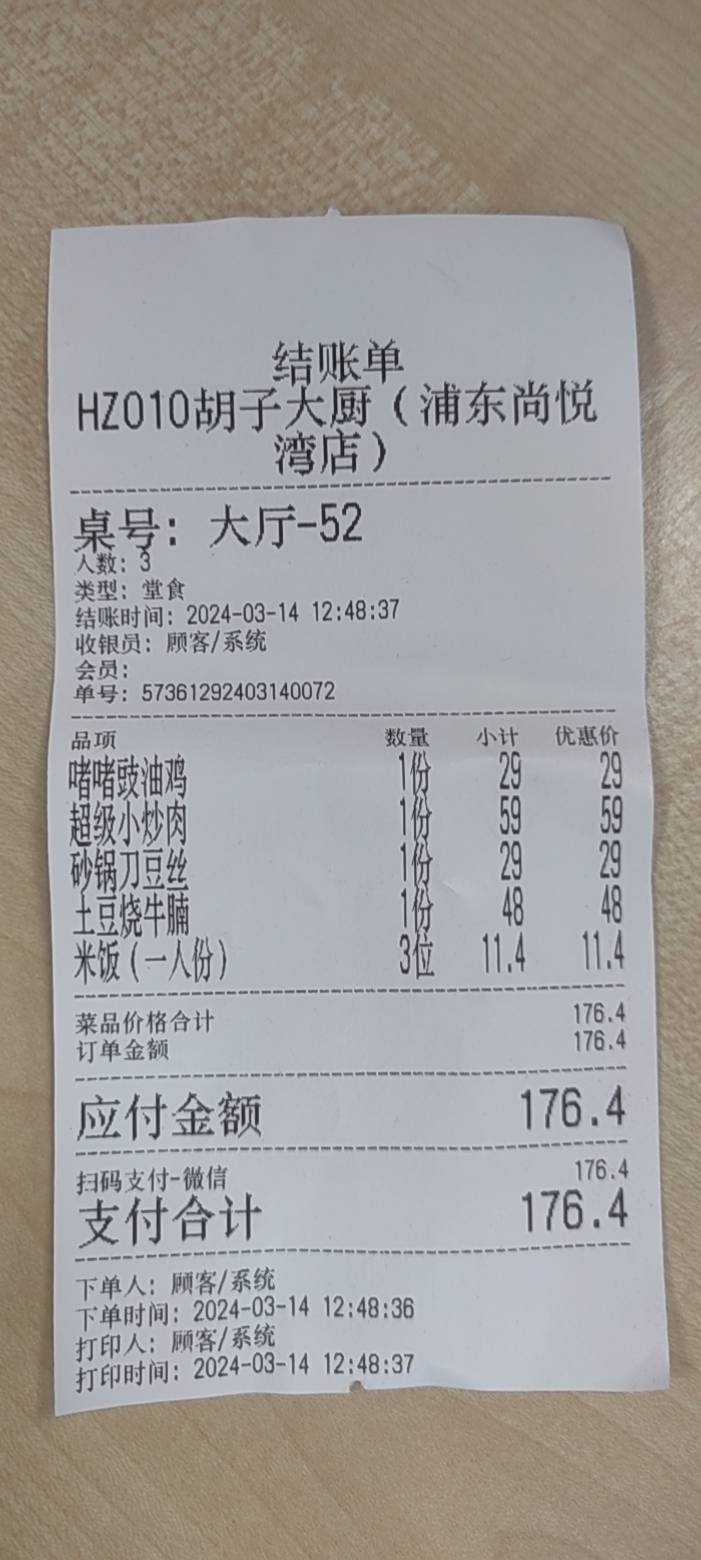 结账单
HZ010胡子大厨（浦东尚悦
湾店）
桌号：大厅-52
人数：3
类型：堂食
结账时间：2024-03-14 12:48:37
收银员：顾客/系统
会员：
单号：57361292403140072
品项 数量 小计 优惠价
啫啫豉油鸡 1份 29 29
超级小炒肉 1份 59 59
砂锅刀豆丝 1份 29 29
土豆烧牛腩 1份 48 48
米饭（一人份） 3位 11.4 11.4
菜品价格合计 176.4
订单金额 176.4
应付金额 176.4
扫码支付-微信 176.4
支付合计 176.4
下单人：顾客/系统
下单时间：2024-03-14 12:48:36
打印人：顾客/系统
打印时间：2024-03-14 12:48:37